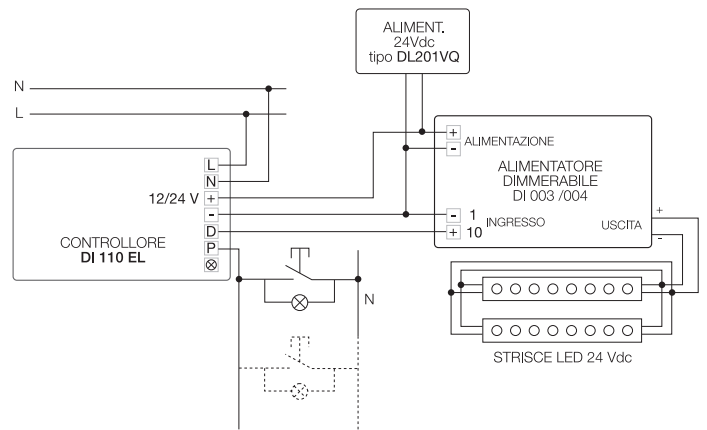 ALIMENT.
24Vdc
tipo DL201VQ
N
L
+
ALIMENTAZIONE
-
ALIMENTATORE
DIMMERABILE
DI 003 /004
L
N
12/24 V +
-
D
P
CONTROLLORE
DI 110 EL
- 1
INGRESSO
+ 10
USCITA
+
-
N
STRISCE LED 24 Vdc